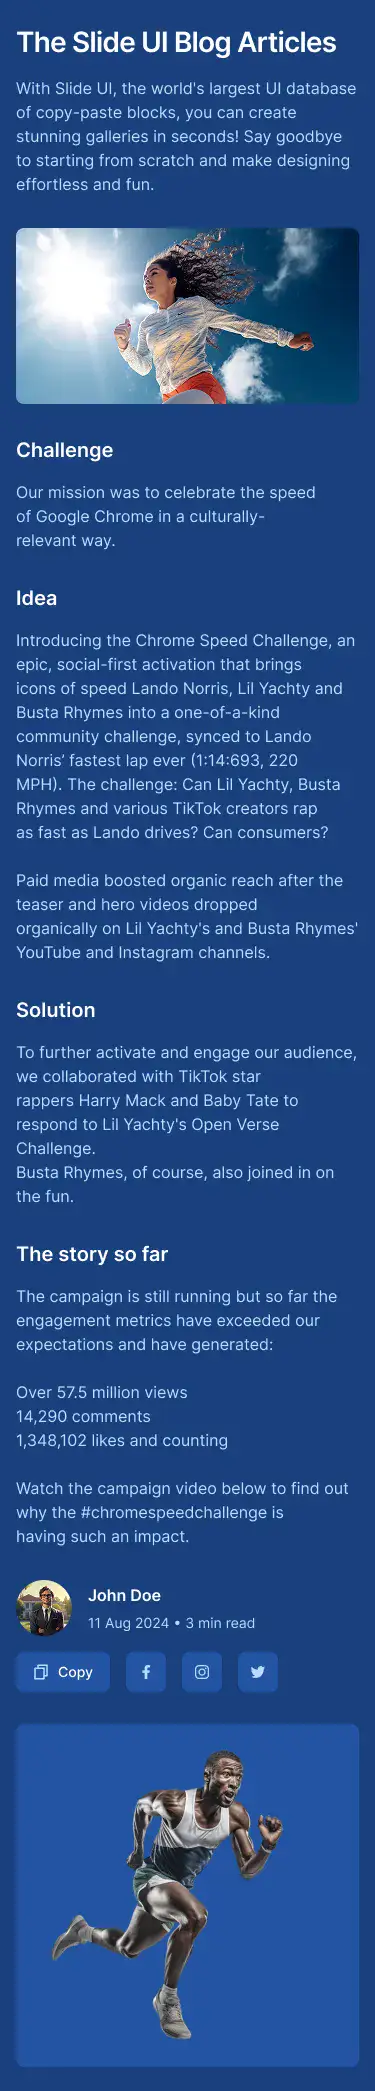 The Slide UI Blog Articles
With Slide UI, the world's largest UI database
of copy-paste blocks, you can create
stunning galleries in seconds! Say goodbye
to starting from scratch and make designing
effortless and fun.
Challenge
Our mission was to celebrate the speed
of Google Chrome in a culturally-
relevant way.
Idea
Introducing the Chrome Speed Challenge, an
epic, social-first activation that brings
icons of speed Lando Norris, Lil Yachty and
Busta Rhymes into a one-of-a-kind
community challenge, synced to Lando
Norris’ fastest lap ever (1:14:693, 220
MPH). The challenge: Can Lil Yachty, Busta
Rhymes and various TikTok creators rap
as fast as Lando drives? Can consumers?
Paid media boosted organic reach after the
teaser and hero videos dropped
organically on Lil Yachty's and Busta Rhymes'
YouTube and Instagram channels.
Solution
To further activate and engage our audience,
we collaborated with TikTok star
rappers Harry Mack and Baby Tate to
respond to Lil Yachty's Open Verse
Challenge.
Busta Rhymes, of course, also joined in on
the fun.
The story so far
The campaign is still running but so far the
engagement metrics have exceeded our
expectations and have generated:
Over 57.5 million views
14,290 comments
1,348,102 likes and counting
Watch the campaign video below to find out
why the #chromespeedchallenge is
having such an impact.
John Doe
11 Aug 2024 • 3 min read
Copy